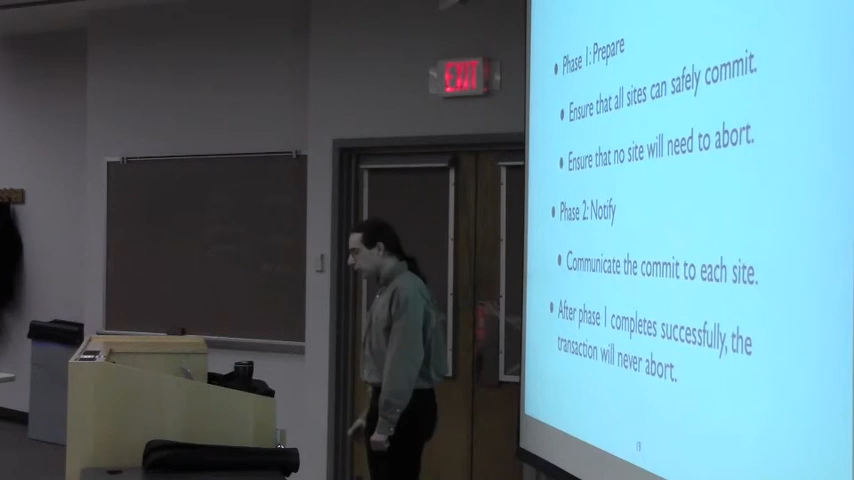 EXIT
• Phase 1: Prepare
• Ensure that all sites can safely commit.
• Ensure that no site will need to abort.
• Phase 2: Notify
• Communicate the commit to each site.
• After phase 1 completes successfully, the
transaction will never abort.